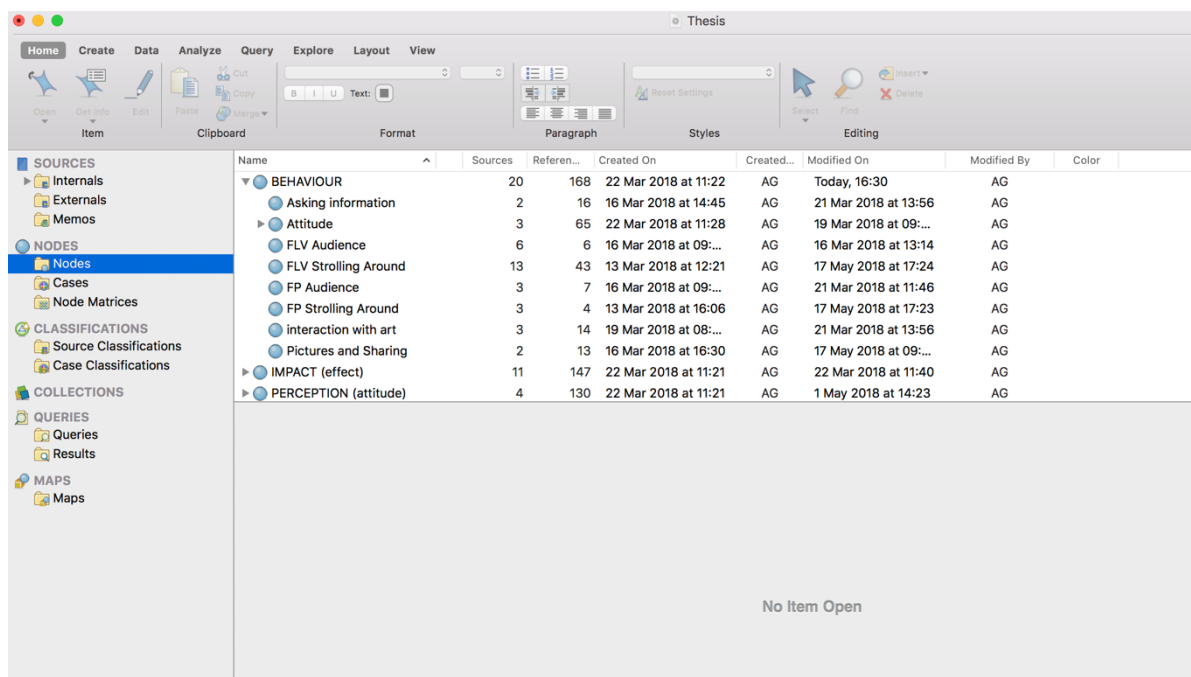 Thesis
Home Create Data Analyze Query Explore Layout View
Cut
Copy
Merge
Open Get Info Edit Paste
B I U Text:
Reset Settings
Select Find
Insert
Delete
Item Clipboard Format Paragraph Styles Editing
SOURCES
Internals
Externals
Memos
NODES
Nodes
Cases
Node Matrices
CLASSIFICATIONS
Source Classifications
Case Classifications
COLLECTIONS
QUERIES
Queries
Results
MAPS
Maps
Name Sources Referen... Created On Created... Modified On Modified By Color
BEHAVIOUR 20 168 22 Mar 2018 at 11:22 AG Today, 16:30 AG
Asking information 2 16 16 Mar 2018 at 14:45 AG 21 Mar 2018 at 13:56 AG
Attitude 3 65 22 Mar 2018 at 11:28 AG 19 Mar 2018 at 09:... AG
FLV Audience 6 6 16 Mar 2018 at 09:... AG 16 Mar 2018 at 13:14 AG
FLV Strolling Around 13 43 13 Mar 2018 at 12:21 AG 17 May 2018 at 17:24 AG
FP Audience 3 7 16 Mar 2018 at 09:... AG 21 Mar 2018 at 11:46 AG
FP Strolling Around 3 4 13 Mar 2018 at 16:06 AG 17 May 2018 at 17:23 AG
interaction with art 3 14 19 Mar 2018 at 08:... AG 21 Mar 2018 at 13:56 AG
Pictures and Sharing 2 13 16 Mar 2018 at 16:30 AG 17 May 2018 at 09:... AG
IMPACT (effect) 11 147 22 Mar 2018 at 11:21 AG 22 Mar 2018 at 11:40 AG
PERCEPTION (attitude) 4 130 22 Mar 2018 at 11:21 AG 1 May 2018 at 14:23 AG
No Item Open